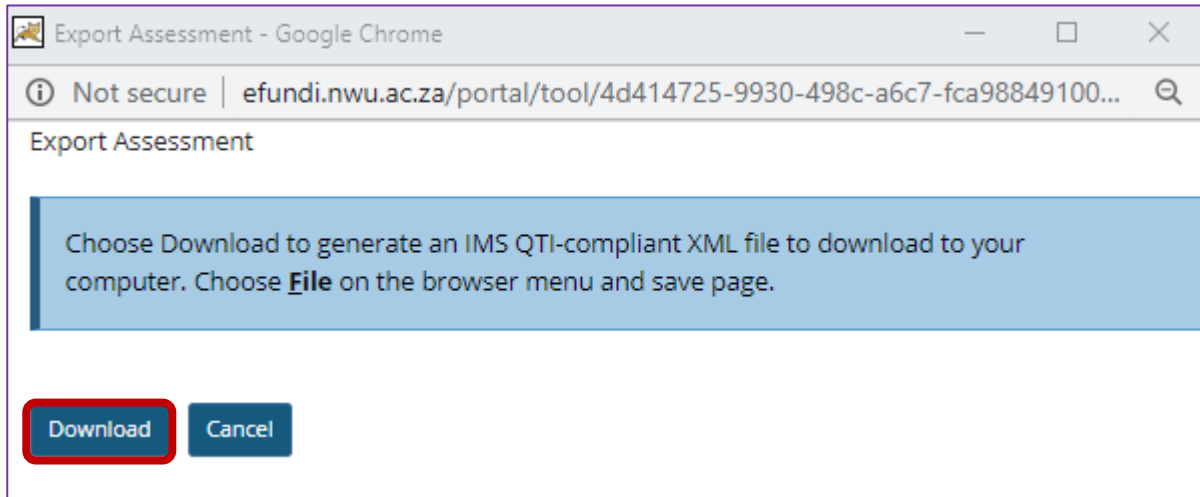 Export Assessment - Google Chrome
Not secure | efundi.nwu.ac.za/portal/tool/4d414725-9930-498c-a6c7-fca98849100...
Export Assessment
Choose Download to generate an IMS QTI-compliant XML file to download to your
computer. Choose File on the browser menu and save page.
Download Cancel